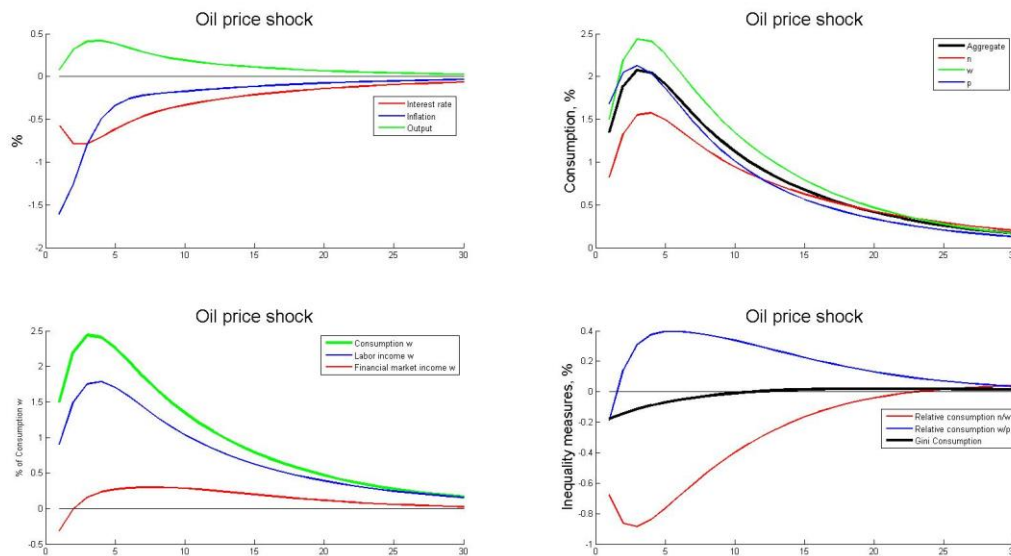 Oil price shock
%
0.5
0
-0.5
-1
-1.5
-2
0 5 10 15 20 25 30
Interest rate
Inflation
Output
Oil price shock
Consumption, %
2.5
2
1.5
1
0.5
0
0 5 10 15 20 25 30
Aggregate
n
w
p
Oil price shock
% of Consumption w
2.5
2
1.5
1
0.5
0
-0.5
0 5 10 15 20 25 30
Consumption w
Labor income w
Financial market income w
Oil price shock
Inequality measures, %
0.4
0.2
0
-0.2
-0.4
-0.6
-0.8
-1
0 5 10 15 20 25
Relative consumption n/w
Relative consumption w/p
Gini Consumption